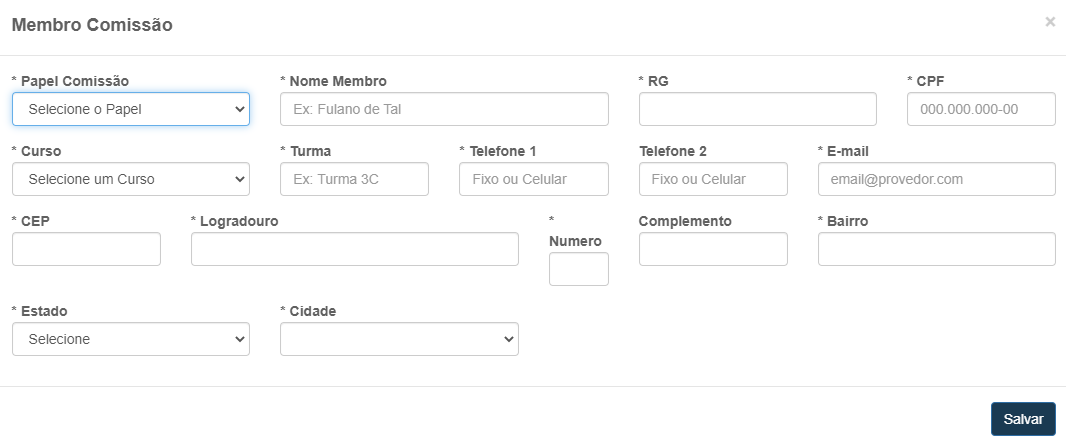 Membro Comissão ×
* Papel Comissão * Nome Membro * RG * CPF
Selecione o Papel Ex: Fulano de Tal 000.000.000-00
* Curso * Turma * Telefone 1 Telefone 2 * E-mail
Selecione um Curso Ex: Turma 3C Fixo ou Celular Fixo ou Celular email@provedor.com
* CEP * Logradouro * Numero Complemento * Bairro
* Estado * Cidade
Selecione
Salvar